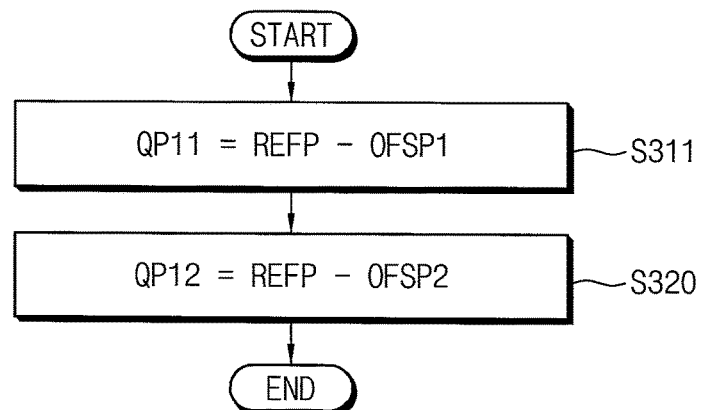 START
QP11 = REFP - OFSP1
S311
QP12 = REFP - OFSP2
S320
END